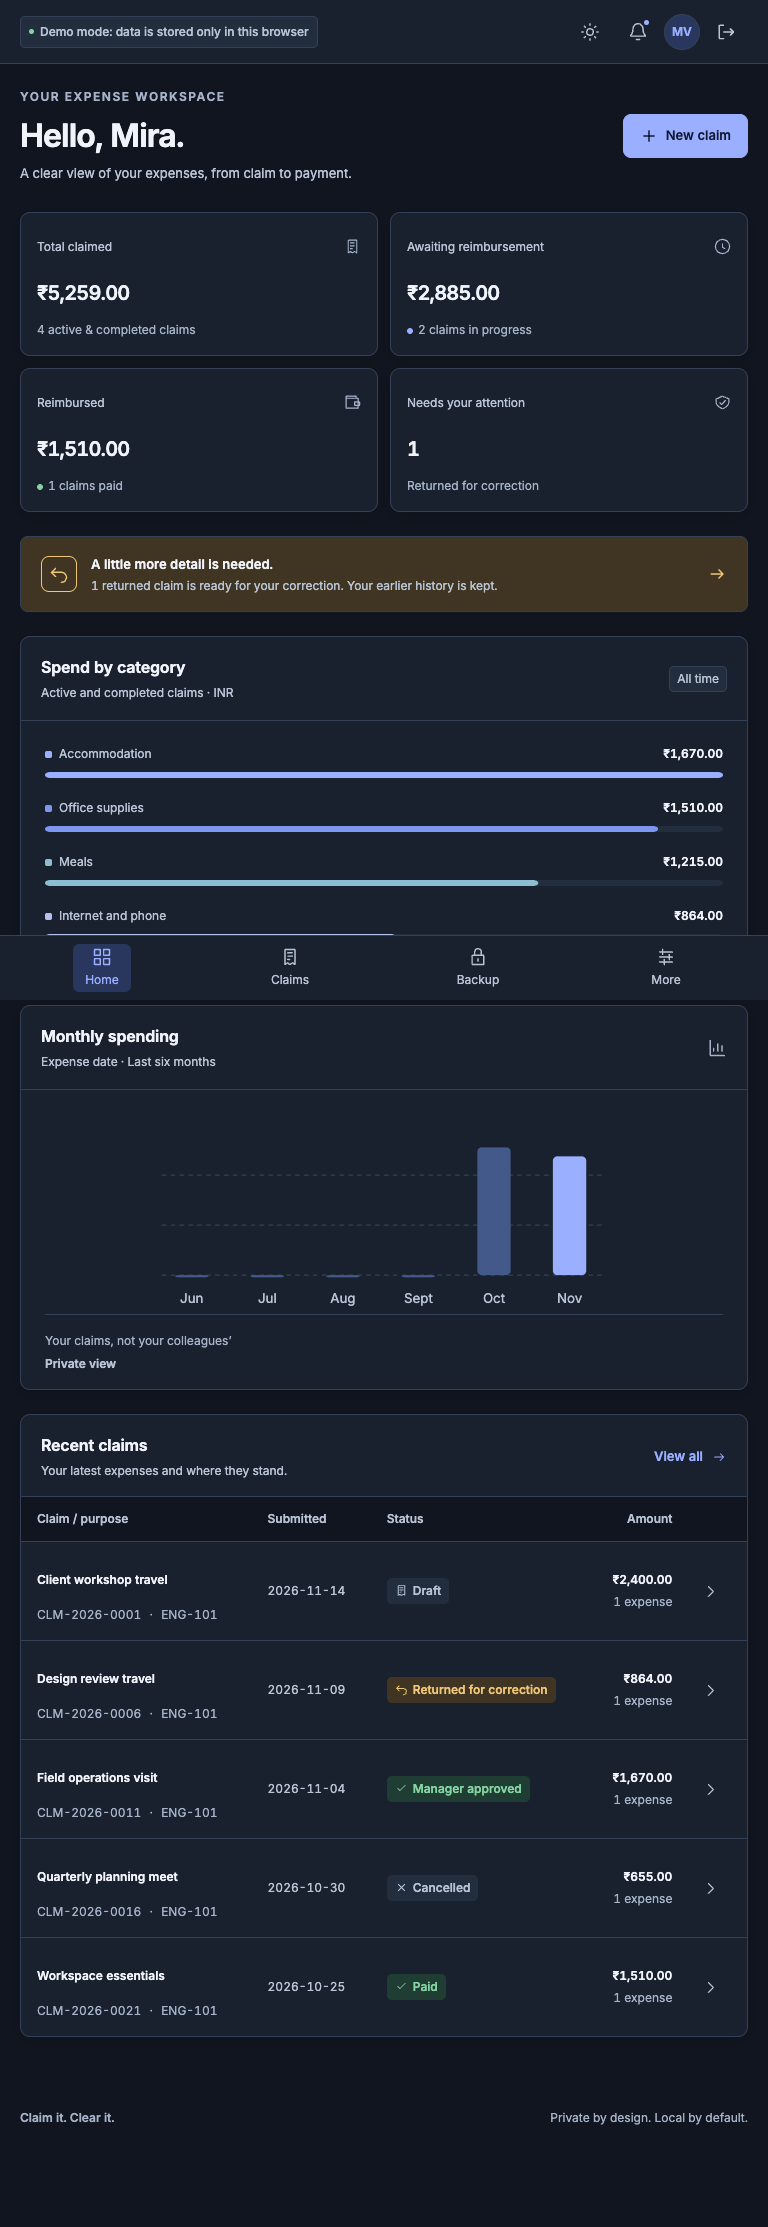 Demo mode: data is stored only in this browser
MV
YOUR EXPENSE WORKSPACE
Hello, Mira.
New claim
A clear view of your expenses, from claim to payment.
Total claimed
₹5,259.00
4 active & completed claims
Awaiting reimbursement
₹2,885.00
2 claims in progress
Reimbursed
₹1,510.00
1 claims paid
Needs your attention
1
Returned for correction
A little more detail is needed.
1 returned claim is ready for your correction. Your earlier history is kept.
Spend by category
Active and completed claims · INR
All time
Accommodation ₹1,670.00
Office supplies ₹1,510.00
Meals ₹1,215.00
Internet and phone ₹864.00
Home Claims Backup More
Monthly spending
Expense date · Last six months
Jun Jul Aug Sept Oct Nov
Your claims, not your colleagues’
Private view
Recent claims
Your latest expenses and where they stand.
View all
Claim / purpose Submitted Status Amount
Client workshop travel
CLM-2026-0001 · ENG-101
2026-11-14
Draft
₹2,400.00
1 expense
Design review travel
CLM-2026-0006 · ENG-101
2026-11-09
Returned for correction
₹864.00
1 expense
Field operations visit
CLM-2026-0011 · ENG-101
2026-11-04
Manager approved
₹1,670.00
1 expense
Quarterly planning meet
CLM-2026-0016 · ENG-101
2026-10-30
Cancelled
₹655.00
1 expense
Workspace essentials
CLM-2026-0021 · ENG-101
2026-10-25
Paid
₹1,510.00
1 expense
Claim it. Clear it.
Private by design. Local by default.